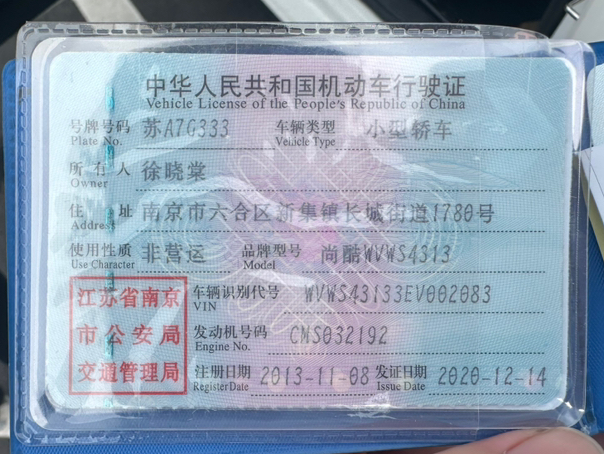 中华人民共和国机动车行驶证
Vehicle License of the People's Republic of China
号牌号码 苏A7G333 车辆类型 小型轿车
Plate No. Vehicle Type
所有人 徐晓棠
Owner
住址 南京市六合区新集镇长城街道1780号
Address
使用性质 非营运 品牌型号 尚酷WVWS4313
Use Character Model
江苏省南京
市公安局
交通管理局
车辆识别代号 WVWS43133EV002083
VIN
发动机号码 CMS032192
Engine No.
注册日期 2013-11-08 发证日期 2020-12-14
Register Date Issue Date